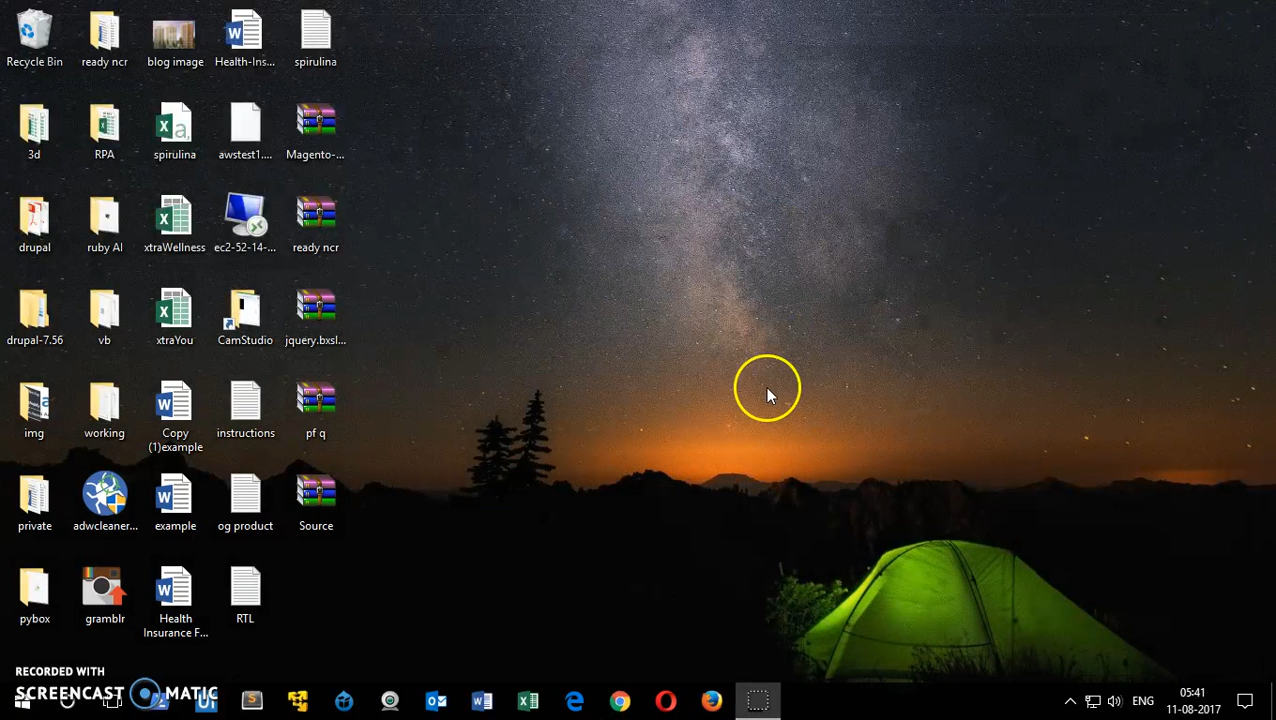 Recycle Bin
ready ncr
blog image
Health-Ins...
spirulina
3d
RPA
spirulina
awstest1....
Magento-...
drupal
ruby AI
xtraWellness
ec2-52-14-...
ready ncr
drupal-7.56
vb
xtraYou
CamStudio
jquery.bxsl...
img
working
Copy
(1)example
instructions
pf q
private
adwcleaner...
example
og product
Source
pybox
gramblr
Health
Insurance F...
RTL
RECORDED WITH
SCREENCAST MATIC
Ui
ENG
05:41
11-08-2017